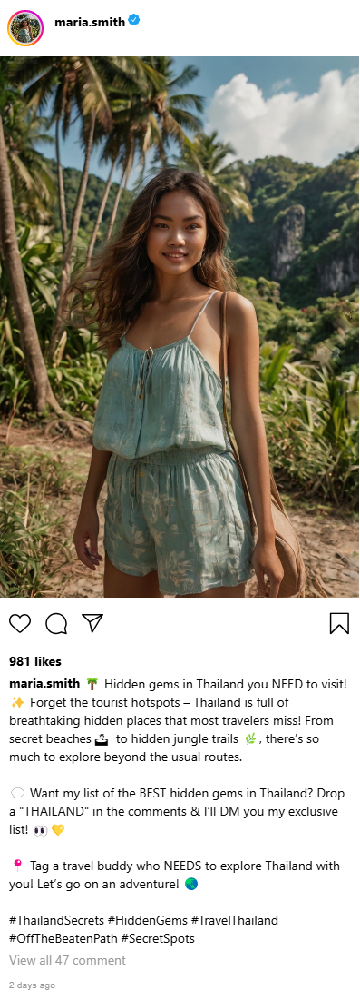 maria.smith
981 likes
maria.smith 🌴 Hidden gems in Thailand you NEED to visit!
✨ Forget the tourist hotspots – Thailand is full of
breathtaking hidden places that most travelers miss! From
secret beaches 🏝 to hidden jungle trails 🌿, there's so
much to explore beyond the usual routes.
💬 Want my list of the BEST hidden gems in Thailand? Drop
a "THAILAND" in the comments & I'll DM you my exclusive
list! 👀 💛
📍 Tag a travel buddy who NEEDS to explore Thailand with
you! Let's go on an adventure! 🌏
#ThailandSecrets #HiddenGems #TravelThailand
#OffTheBeatenPath #SecretSpots
View all 47 comment
2 days ago